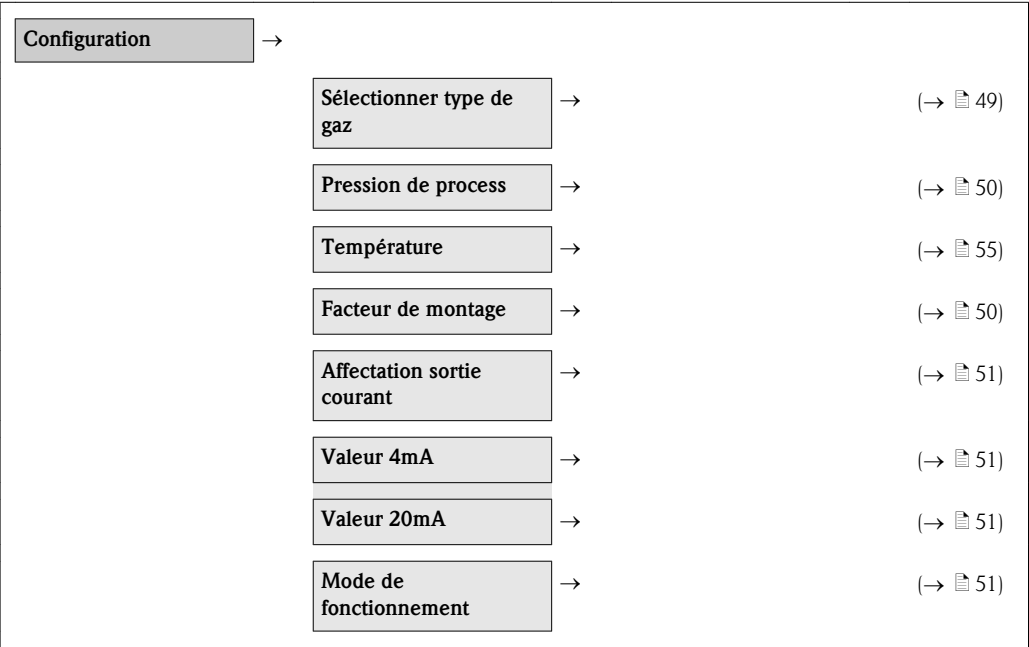 Configuration →
Sélectionner type de
gaz → (→ 🗎 49)
Pression de process → (→ 🗎 50)
Température → (→ 🗎 55)
Facteur de montage → (→ 🗎 50)
Affectation sortie
courant → (→ 🗎 51)
Valeur 4mA → (→ 🗎 51)
Valeur 20mA → (→ 🗎 51)
Mode de
fonctionnement → (→ 🗎 51)